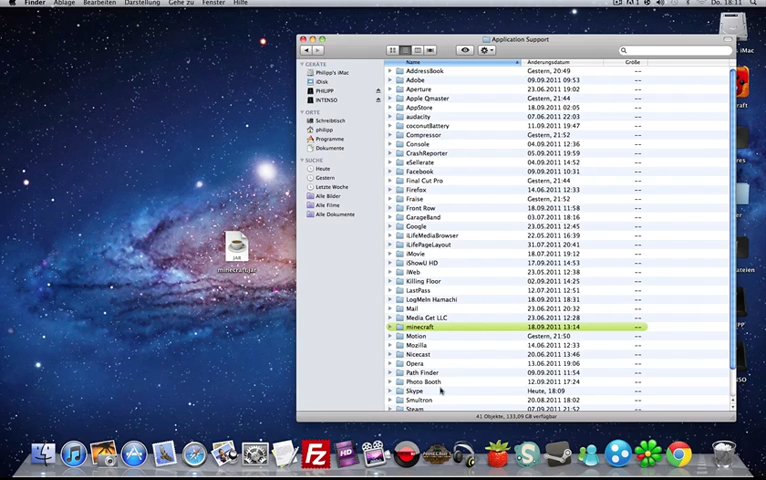 Finder Ablage Bearbeiten Darstellung Gehe zu Fenster Hilfe
Do. 18:11
Application Support
Name Änderungsdatum Größe
GERÄTE
Philipp's iMac
iDisk
PHILIPP
INTENSO
ORTE
Schreibtisch
philipp
Programme
Dokumente
SUCHE
Heute
Gestern
Letzte Woche
Alle Bilder
Alle Filme
Alle Dokumente
AddressBook Gestern, 20:49 --
Adobe 09.09.2011 09:53 --
Aperture 23.06.2011 19:02 --
Apple Qmaster Gestern, 21:44 --
AppStore 18.09.2011 02:05 --
audacity 07.06.2011 22:03 --
coconutBattery 11.09.2011 19:47 --
Compressor Gestern, 21:52 --
Console 04.09.2011 12:36 --
CrashReporter 05.09.2011 19:59 --
eSellerate 04.09.2011 14:52 --
Facebook 09.09.2011 10:31 --
Final Cut Pro Gestern, 21:44 --
Firefox 14.06.2011 12:33 --
Fraise Gestern, 21:52 --
Front Row 18.09.2011 11:58 --
GarageBand 03.07.2011 18:16 --
Google 23.06.2011 12:45 --
iLifeMediaBrowser 22.05.2011 16:39 --
iLifePageLayout 31.07.2011 20:41 --
iMovie 18.07.2011 19:07 --
iShowU HD 17.09.2011 14:53 --
iWeb 23.05.2011 12:38 --
Killing Floor 02.09.2011 14:25 --
LastPass 12.07.2011 12:51 --
LogMeIn Hamachi 18.09.2011 18:31 --
Mail 23.06.2011 20:32 --
Media Get LLC 23.06.2011 12:28 --
minecraft 18.09.2011 13:14 --
Motion Gestern, 21:50 --
Mozilla 14.06.2011 12:33 --
Nicecast 20.06.2011 13:46 --
Opera 23.06.2011 13:13 --
Path Finder 09.09.2011 11:54 --
Photo Booth 12.09.2011 17:24 --
Skype Heute, 18:09 --
Smultron 20.08.2011 18:02 --
Steam 07.09.2011 21:52 --
41 Objekte, 133,09 GB verfügbar
JAR
minecraft.jar
HD